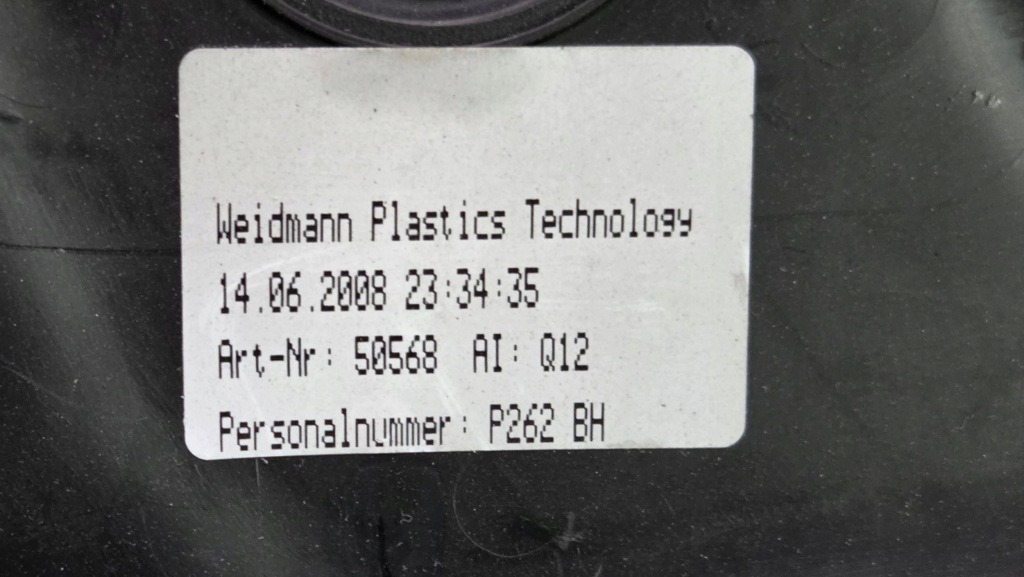 Weidmann Plastics Technology
14.06.2008 23:34:35
Art-Nr: 50568 AI: Q12
Personalnummer: P262 BH